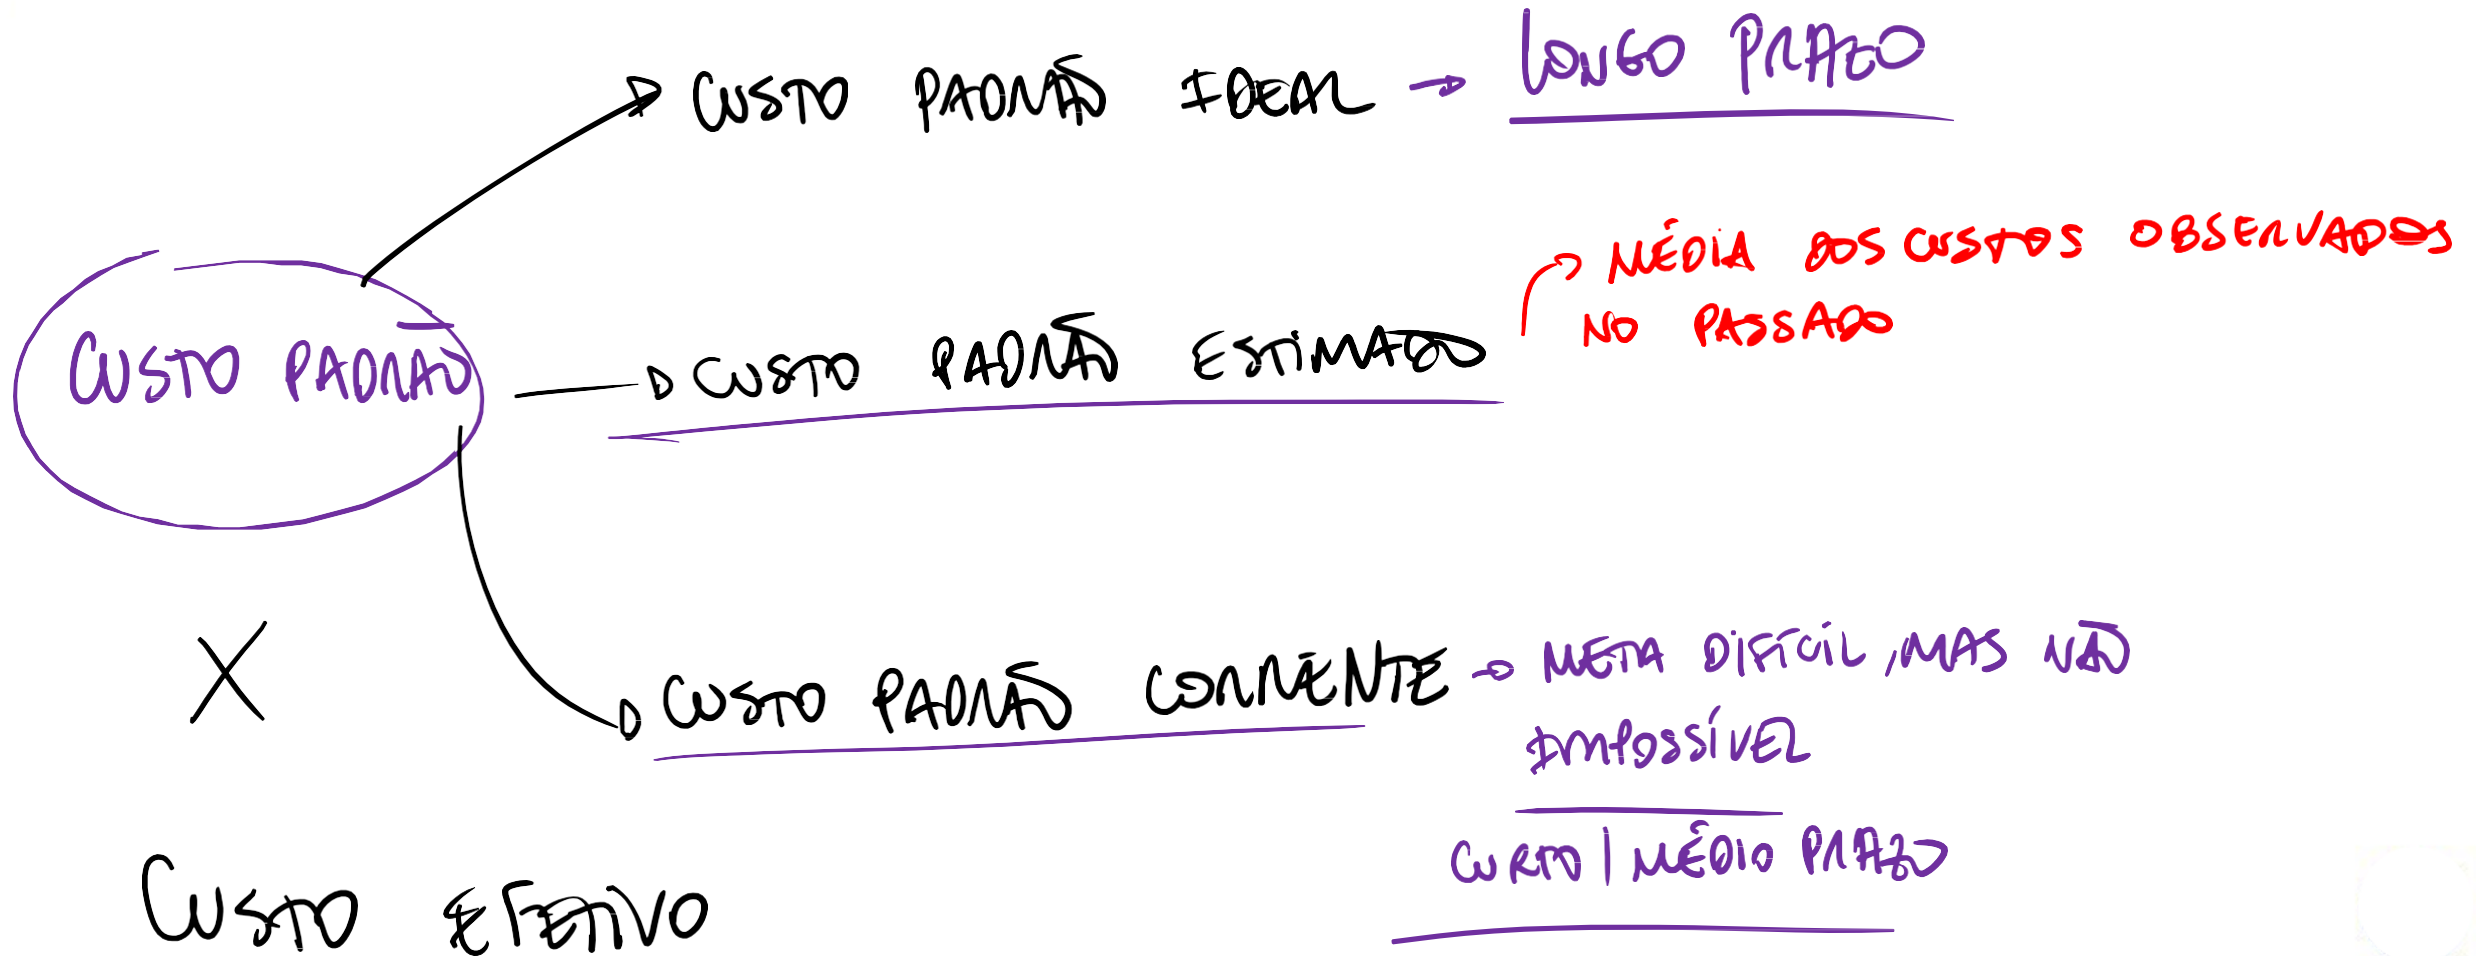 CUSTO PADRÃO IDEAL → LONGO PRAZO
MÉDIA DOS CUSTOS OBSERVADOS
NO PASSADO
CUSTO PADRÃO
CUSTO PADRÃO ESTIMADO
CUSTO PADRÃO CORRENTE → META DIFÍCIL, MAS NÃO
IMPOSSÍVEL
X
CURTO | MÉDIO PRAZO
CUSTO EFETIVO